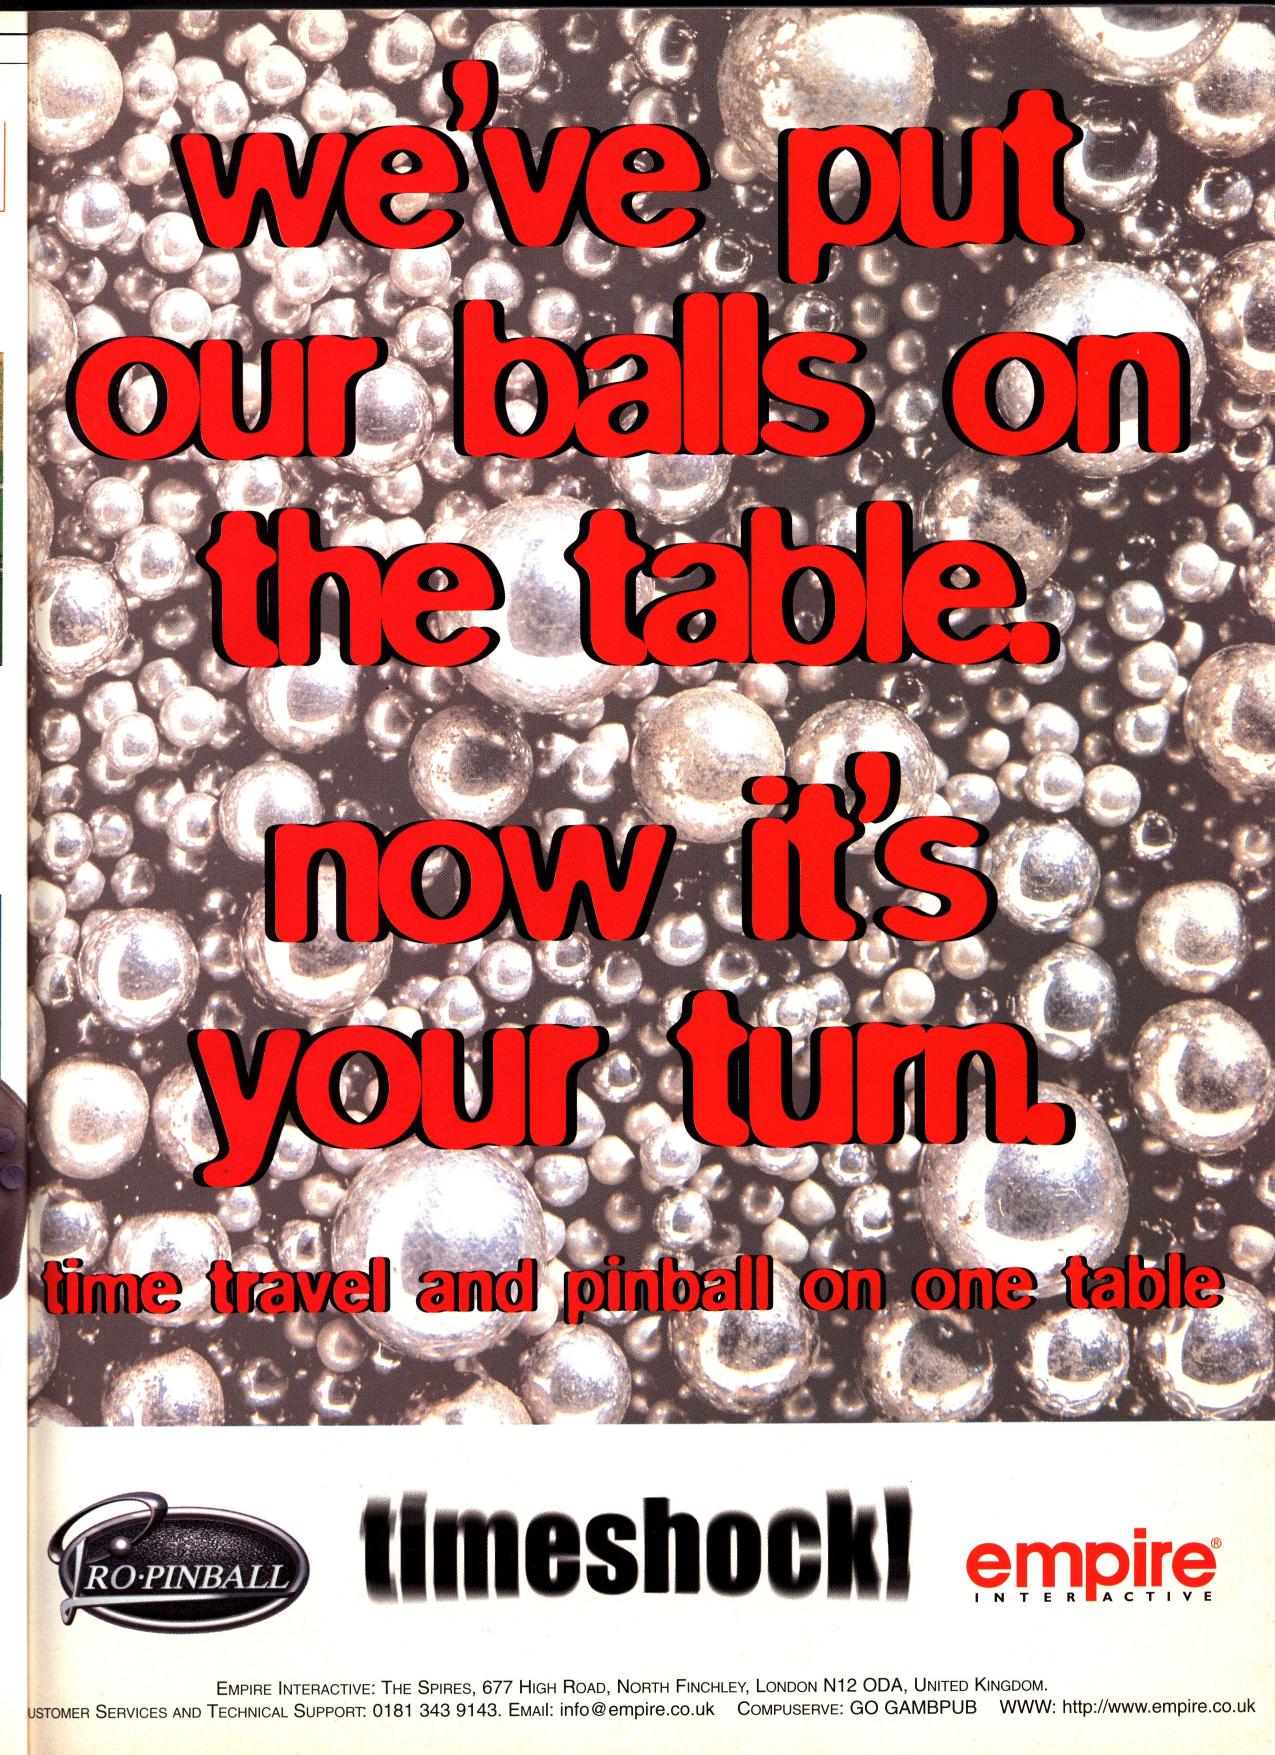 we've put
our balls on
the table.
now it's
your turn.
time travel and pinball on one table
PRO·PINBALL
timeshock!
empire®
INTERACTIVE
EMPIRE INTERACTIVE: THE SPIRES, 677 HIGH ROAD, NORTH FINCHLEY, LONDON N12 ODA, UNITED KINGDOM.
USTOMER SERVICES AND TECHNICAL SUPPORT: 0181 343 9143. EMAIL: info@empire.co.uk COMPUSERVE: GO GAMBPUB WWW: http://www.empire.co.uk